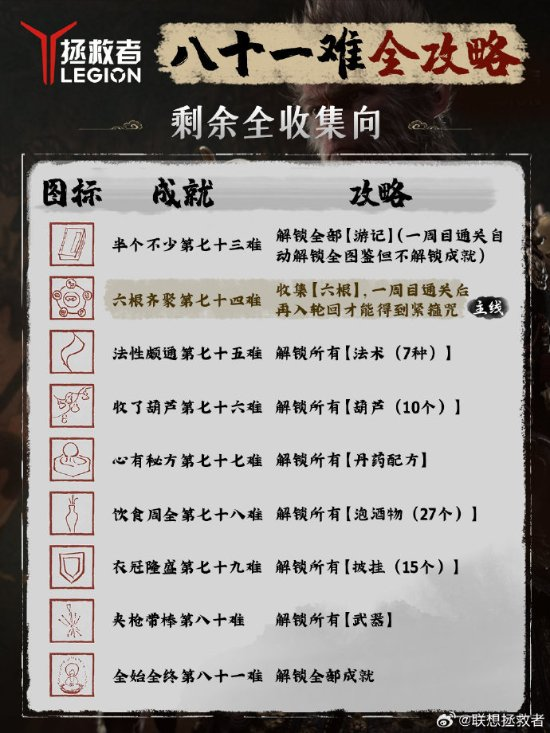 拯救者
LEGION
八十一难全攻略
剩余全收集向
图标 成就 攻略
半个不少第七十三难 解锁全部【游记】（一周目通关自
动解锁全图鉴但不解锁成就）
六根齐聚第七十四难 收集【六根】，一周目通关后
再入轮回才能得到紧箍咒 主线
法性颇通第七十五难 解锁所有【法术（7种）】
收了葫芦第七十六难 解锁所有【葫芦（10个）】
心有秘方第七十七难 解锁所有【丹药配方】
饮食周全第七十八难 解锁所有【泡酒物（27个）】
衣冠隆盛第七十九难 解锁所有【披挂（15个）】
夹枪带棒第八十难 解锁所有【武器】
全始全终第八十一难 解锁全部成就
@联想拯救者